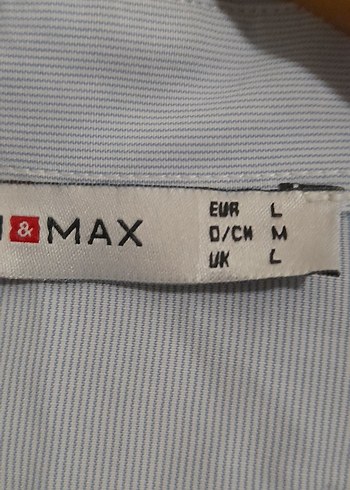 & MAX
EUR L
D/CH M
UK L